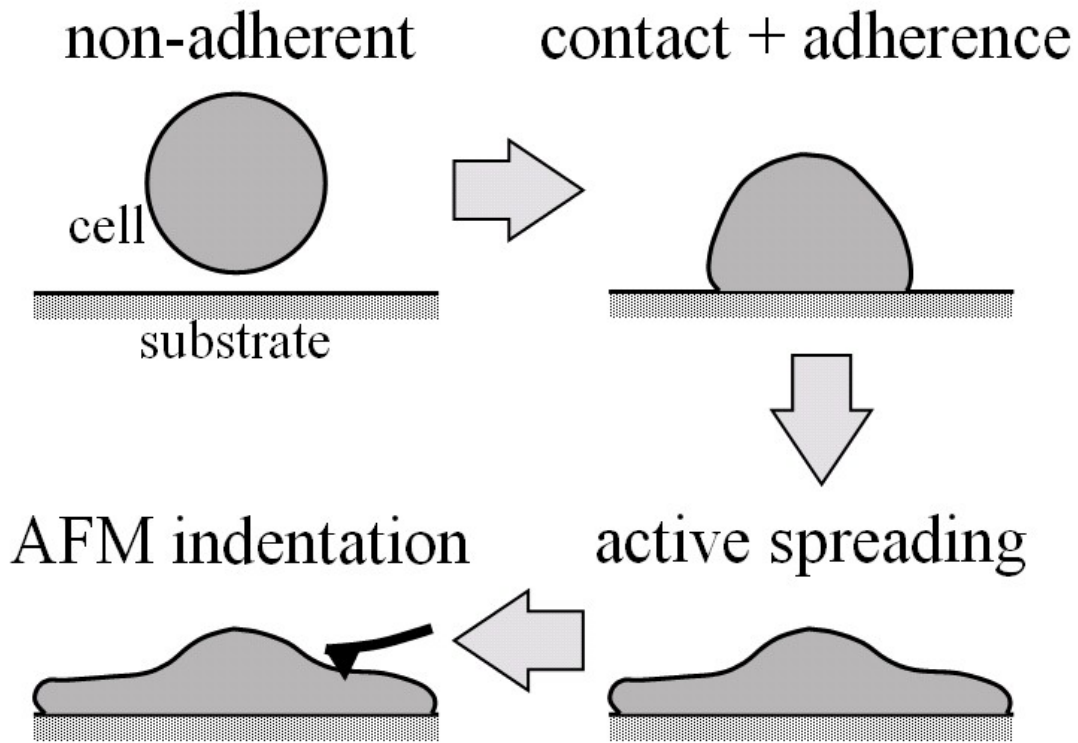 non-adherent
contact + adherence
cell
substrate
AFM indentation
active spreading